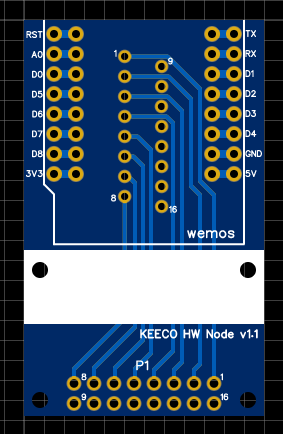 RST TX
A0 RX
D0 D1
D5 D2
D6 D3
D7 D4
D8 GND
3V3 5V
1 9
8 16
wemos
KEECO HW Node v1.1
P1
8 1
9 16